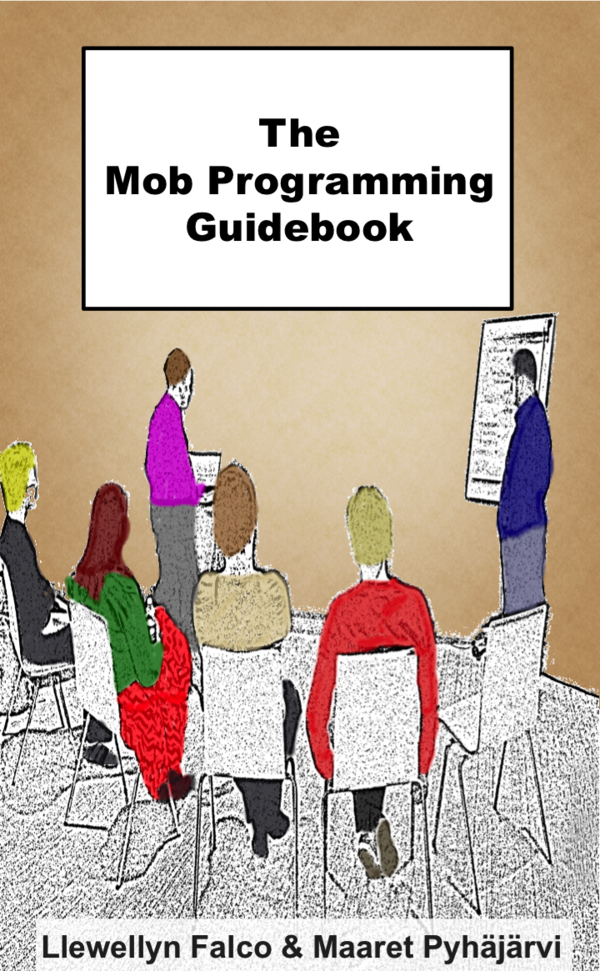 The
Mob Programming
Guidebook
Llewellyn Falco & Maaret Pyhäjärvi